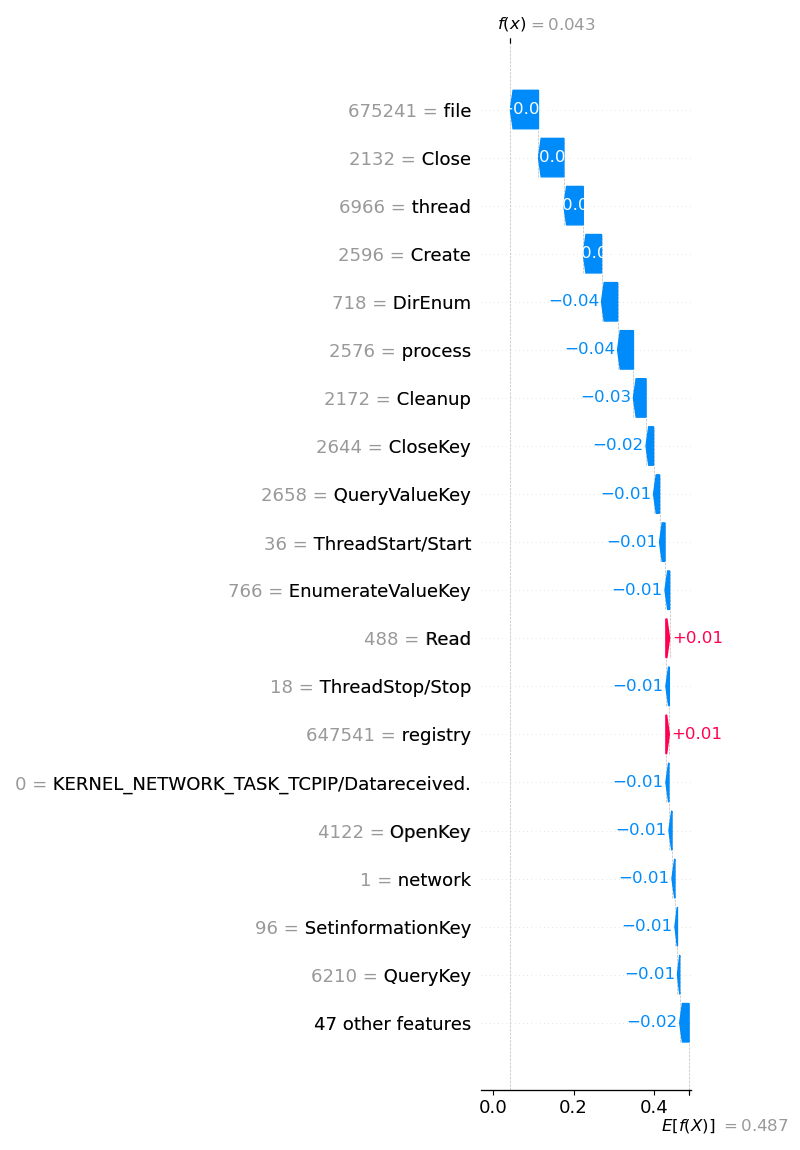 f(x) = 0.043
675241 = file
2132 = Close
6966 = thread
2596 = Create
718 = DirEnum −0.04
2576 = process −0.04
2172 = Cleanup −0.03
2644 = CloseKey −0.02
2658 = QueryValueKey −0.01
36 = ThreadStart/Start −0.01
766 = EnumerateValueKey −0.01
488 = Read +0.01
18 = ThreadStop/Stop −0.01
647541 = registry +0.01
0 = KERNEL_NETWORK_TASK_TCPIP/Datareceived. −0.01
4122 = OpenKey −0.01
1 = network −0.01
96 = SetinformationKey −0.01
6210 = QueryKey −0.01
47 other features −0.02
0.0 0.2 0.4
E[f(X)] = 0.487